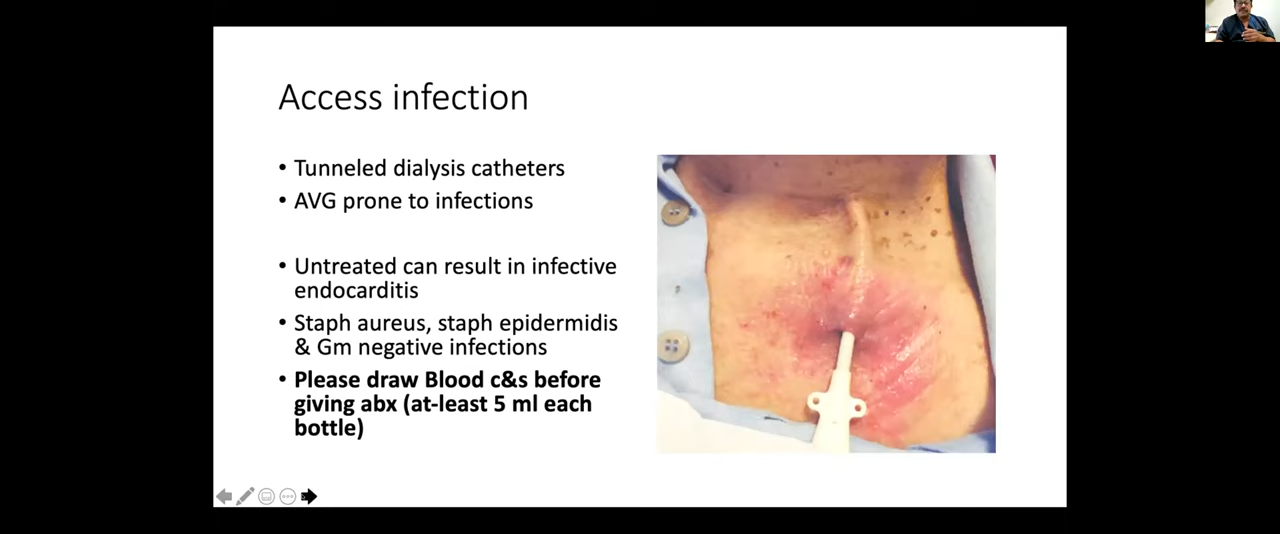 Access infection
• Tunneled dialysis catheters
• AVG prone to infections
• Untreated can result in infective
endocarditis
• Staph aureus, staph epidermidis
& Gm negative infections
• Please draw Blood c&s before
giving abx (at-least 5 ml each
bottle)